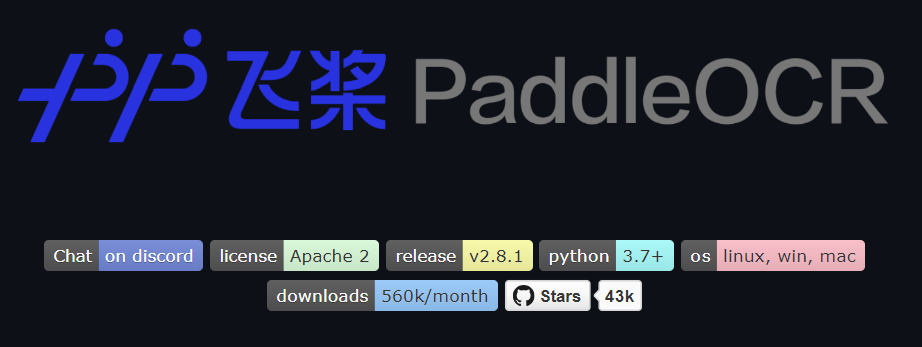 飞桨 PaddleOCR
Chat on discord license Apache 2 release v2.8.1 python 3.7+ os linux, win, mac
downloads 560k/month Stars 43k